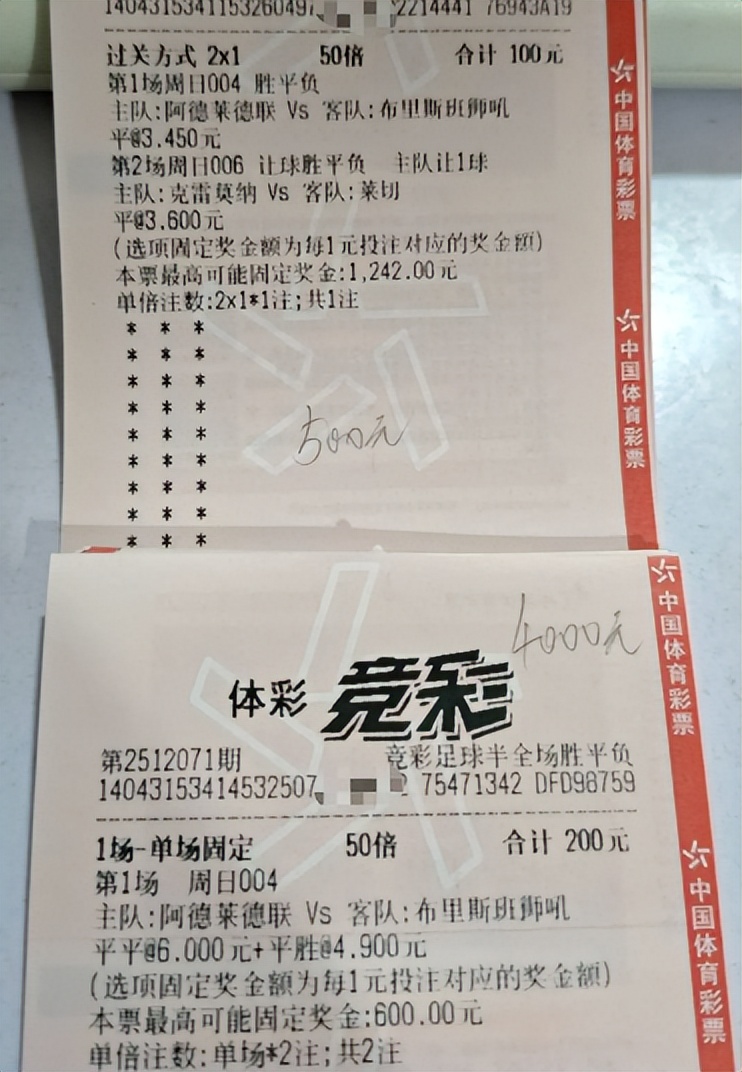 1404315341153260497 2214441 76943A19
过关方式 2x1 50倍 合计 100元
第1场周日004 胜平负
主队:阿德莱德联 Vs 客队:布里斯班狮吼
平@3.450元
第2场周日006 让球胜平负 主队让1球
主队:克雷莫纳 Vs 客队:莱切
平@3.600元
(选项固定奖金额为每1元投注对应的奖金额)
本票最高可能固定奖金:1,242.00元
单倍注数:2x1*1注;共1注
* * *
* * *
* * *
* * *
* * *
* * *
* * *
* * *
* * *
500元
中国体育彩票
中国体育彩票
4000元
体彩 竞彩
第2512071期 竞彩足球半全场胜平负
14043153414532507 75471342 DFD98759
1场-单场固定 50倍 合计 200元
第1场 周日004
主队:阿德莱德联 Vs 客队:布里斯班狮吼
平平@6.000元+平胜@4.900元
(选项固定奖金额为每1元投注对应的奖金额)
本票最高可能固定奖金:600.00元
单倍注数:单场*2注;共2注
中国体育彩票
中国体育彩票